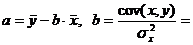 a = ȳ − b · x̄, b = cov(x, y) / σ²ₓ =